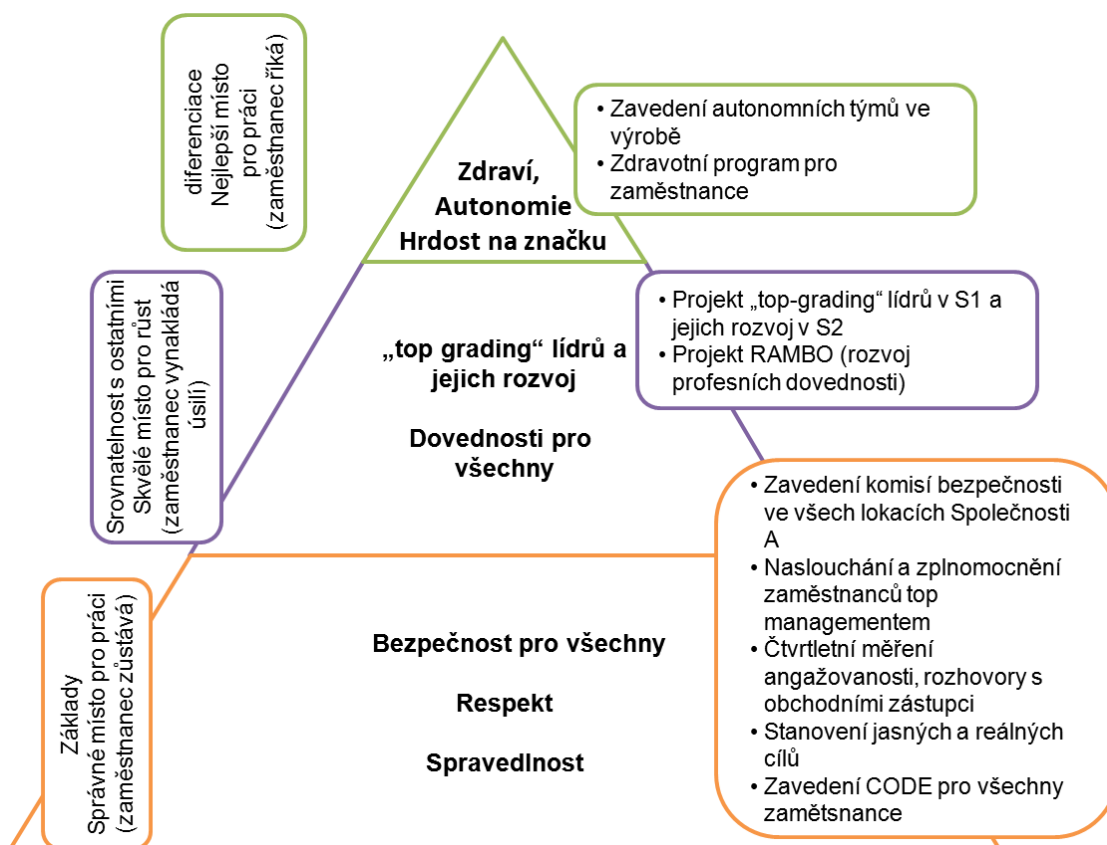 diferenciace
Nejlepší místo
pro práci
(zaměstnanec říká)
Zdraví,
Autonomie
Hrdost na značku
• Zavedení autonomních týmů ve
výrobě
• Zdravotní program pro
zaměstnance
Srovnatelnost s ostatními
Skvělé místo pro růst
(zaměstnanec vynakládá
úsilí)
„top grading“ lídrů a
jejich rozvoj
Dovednosti pro
všechny
• Projekt „top-grading“ lídrů v S1 a
jejich rozvoj v S2
• Projekt RAMBO (rozvoj
profesních dovednosti)
Základy
Správné místo pro práci
(zaměstnanec zůstává)
Bezpečnost pro všechny
Respekt
Spravedlnost
• Zavedení komisí bezpečnosti
ve všech lokacích Společnosti
A
• Naslouchání a zplnomocnění
zaměstnanců top
managementem
• Čtvrtletní měření
angažovanosti, rozhovory s
obchodními zástupci
• Stanovení jasných a reálných
cílů
• Zavedení CODE pro všechny
zamětsnance